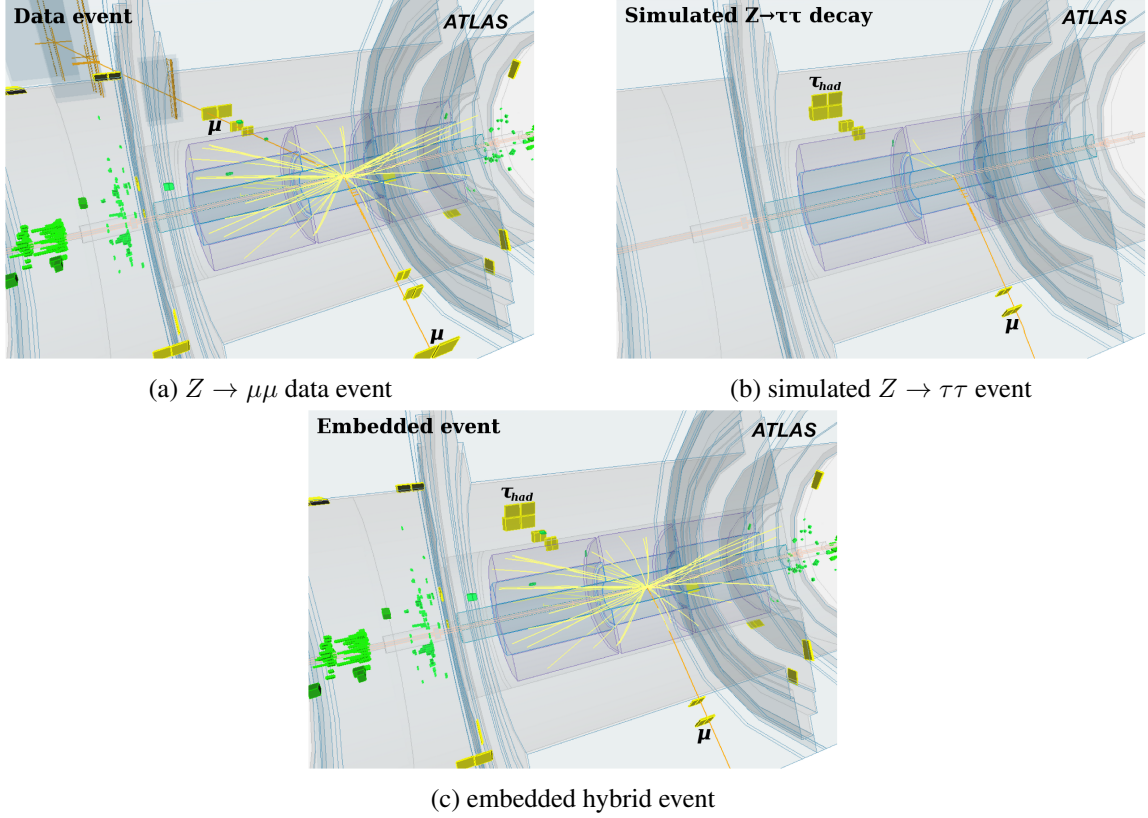 Data event
ATLAS
μ
μ
(a) Z → μμ data event
Simulated Z→ττ decay
ATLAS
τhad
μ
(b) simulated Z → ττ event
Embedded event
ATLAS
τhad
μ
(c) embedded hybrid event